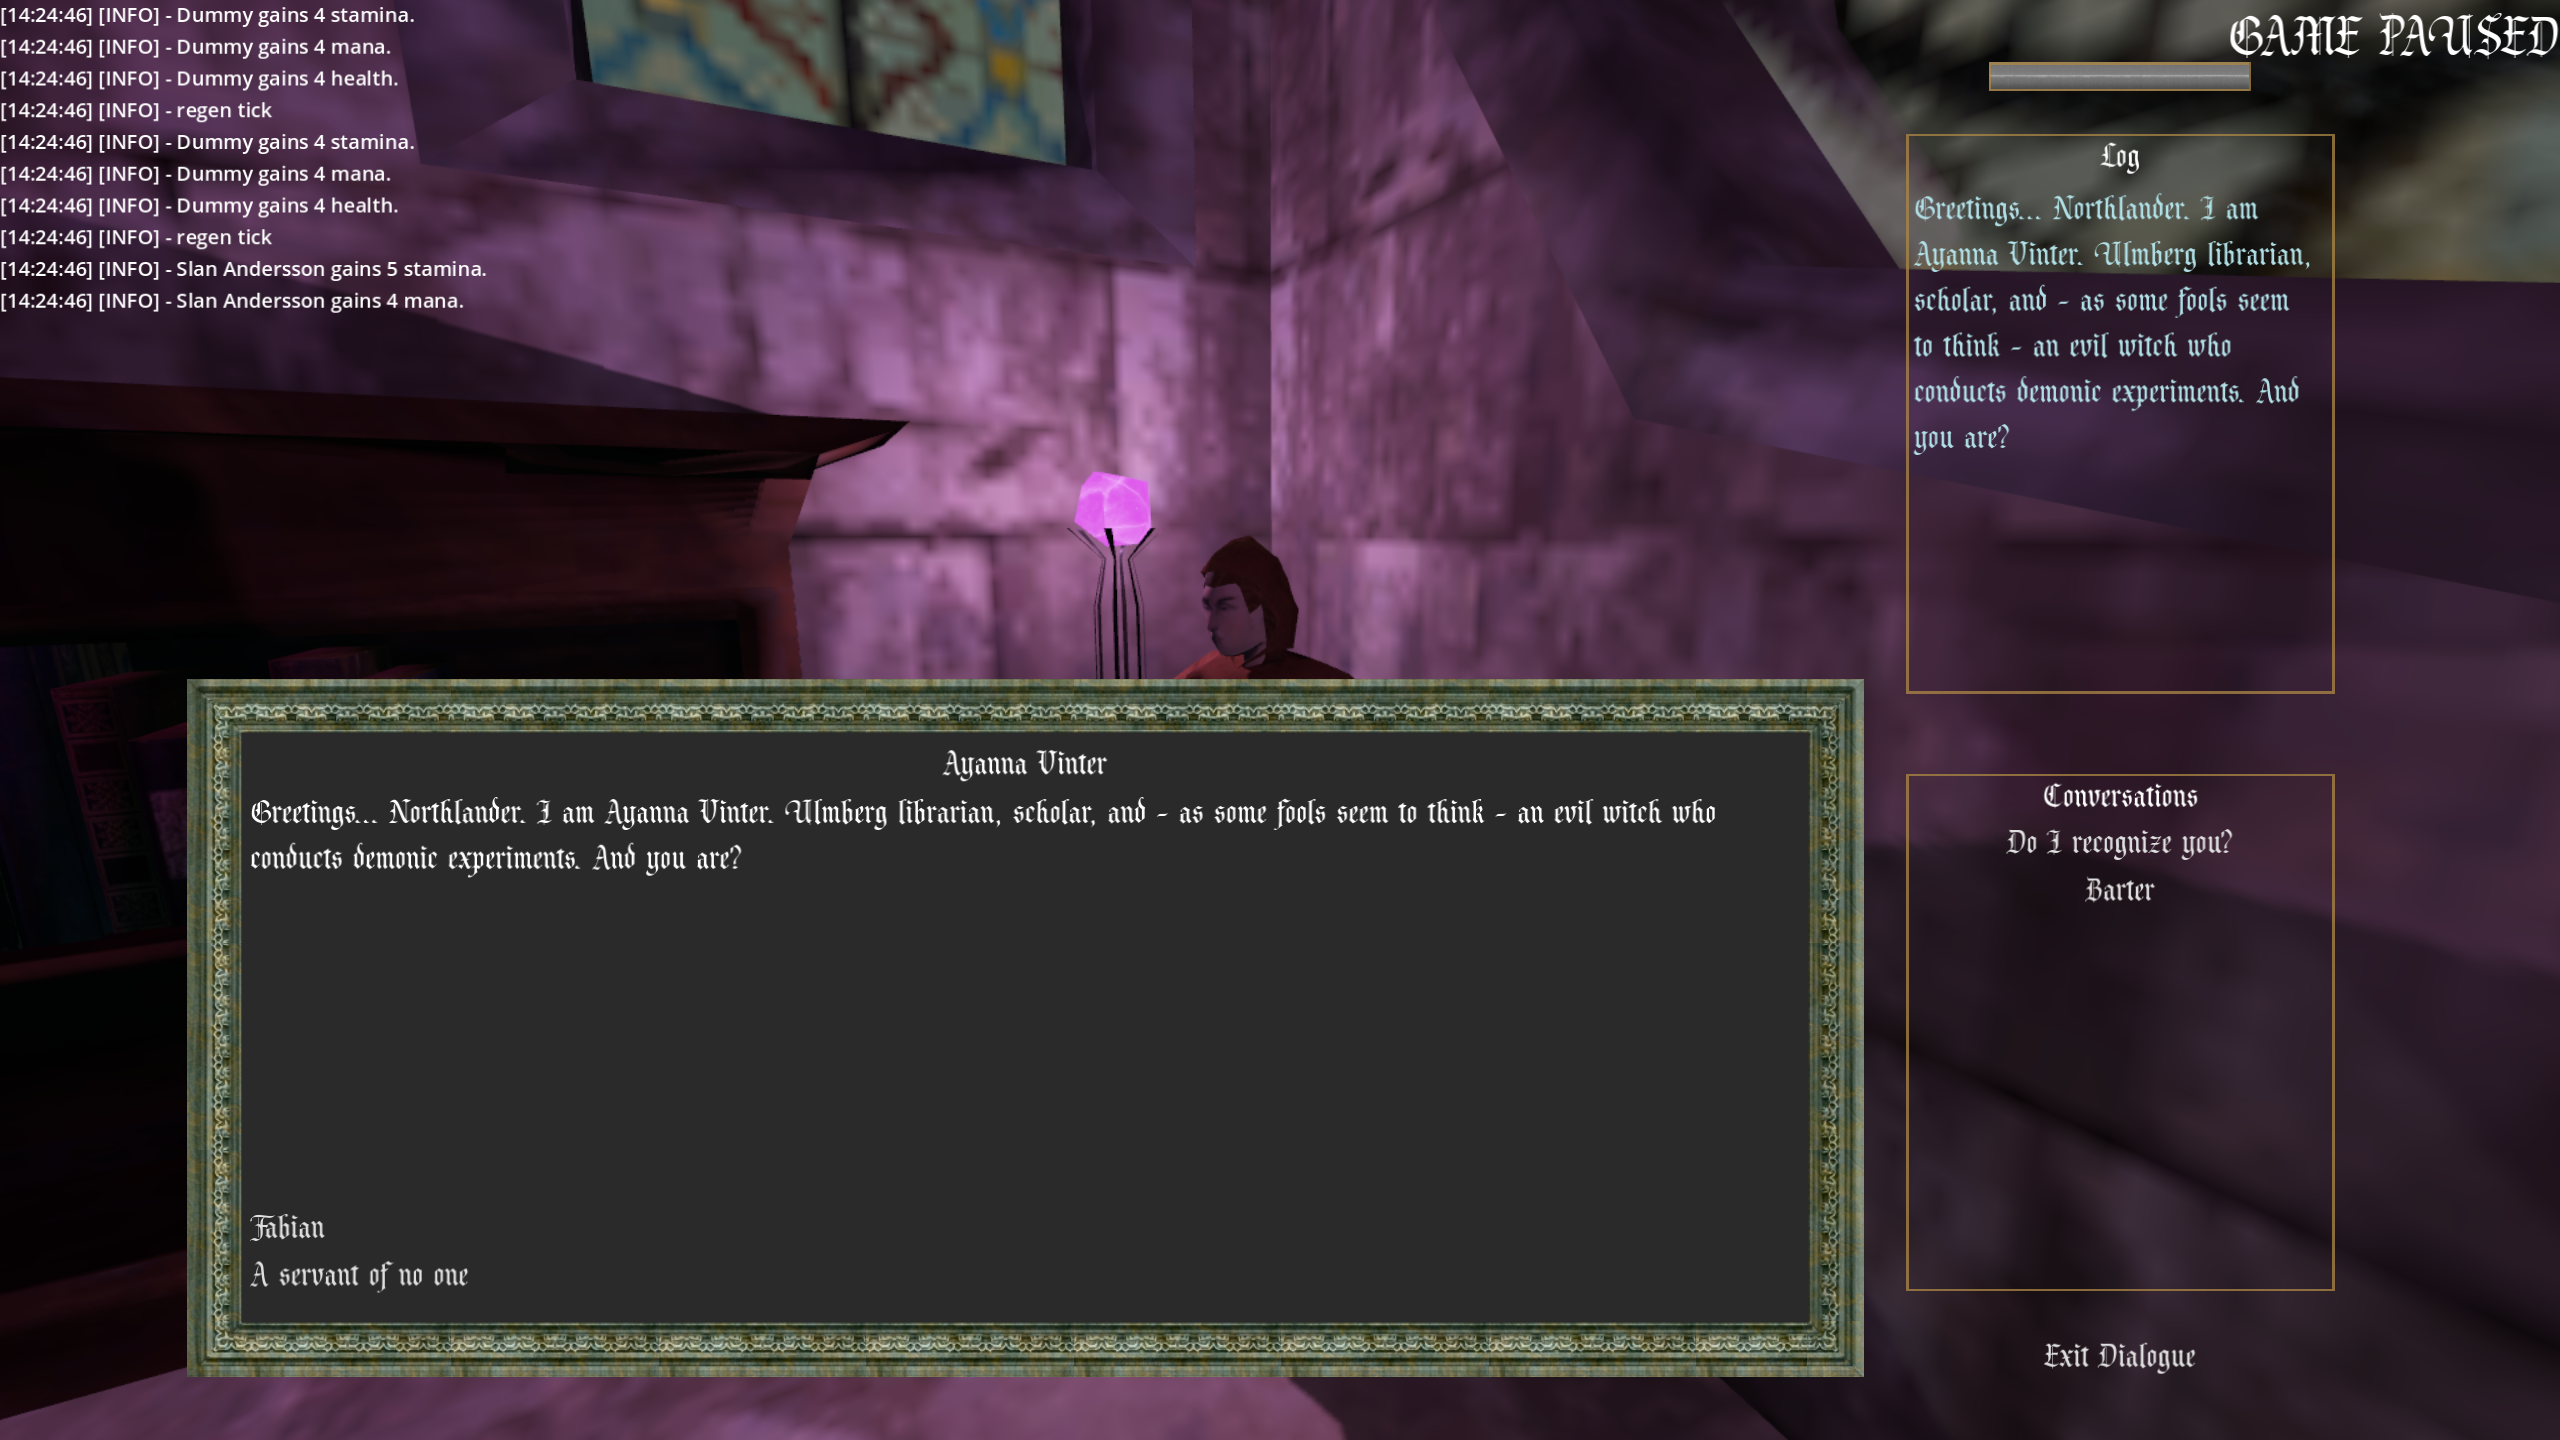 [14:24:46] [INFO] - Dummy gains 4 stamina.
[14:24:46] [INFO] - Dummy gains 4 mana.
[14:24:46] [INFO] - Dummy gains 4 health.
[14:24:46] [INFO] - regen tick
[14:24:46] [INFO] - Dummy gains 4 stamina.
[14:24:46] [INFO] - Dummy gains 4 mana.
[14:24:46] [INFO] - Dummy gains 4 health.
[14:24:46] [INFO] - regen tick
[14:24:46] [INFO] - Slan Andersson gains 5 stamina.
[14:24:46] [INFO] - Slan Andersson gains 4 mana.
GAME PAUSED
Log
Greetings... Northlander. I am
Ayanna Vinter. Ulmberg librarian,
scholar, and - as some fools seem
to think - an evil witch who
conducts demonic experiments. And
you are?
Ayanna Vinter
Greetings... Northlander. I am Ayanna Vinter. Ulmberg librarian, scholar, and - as some fools seem to think - an evil witch who
conducts demonic experiments. And you are?
Fabian
A servant of no one
Conversations
Do I recognize you?
Barter
Exit Dialogue